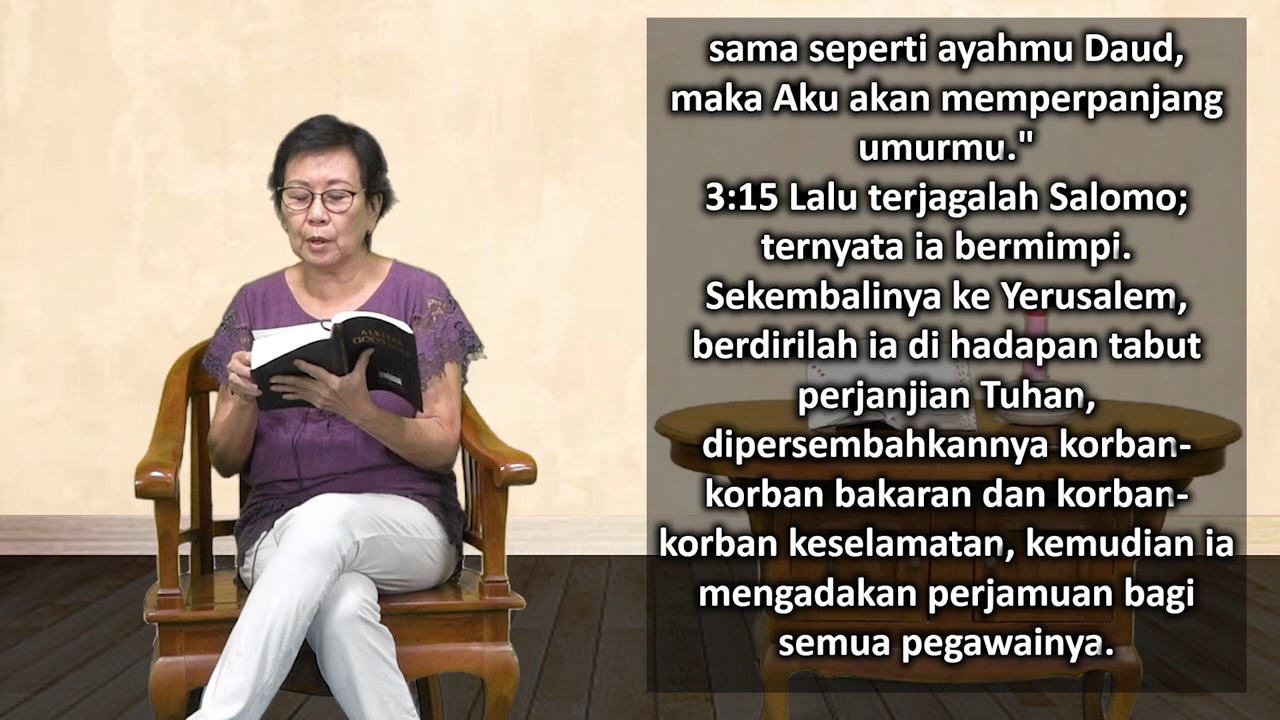 sama seperti ayahmu Daud,
maka Aku akan memperpanjang
umurmu."
3:15 Lalu terjagalah Salomo;
ternyata ia bermimpi.
Sekembalinya ke Yerusalem,
berdirilah ia di hadapan tabut
perjanjian Tuhan,
dipersembahkannya korban-
korban bakaran dan korban-
korban keselamatan, kemudian ia
mengadakan perjamuan bagi
semua pegawainya.
ALKITAB